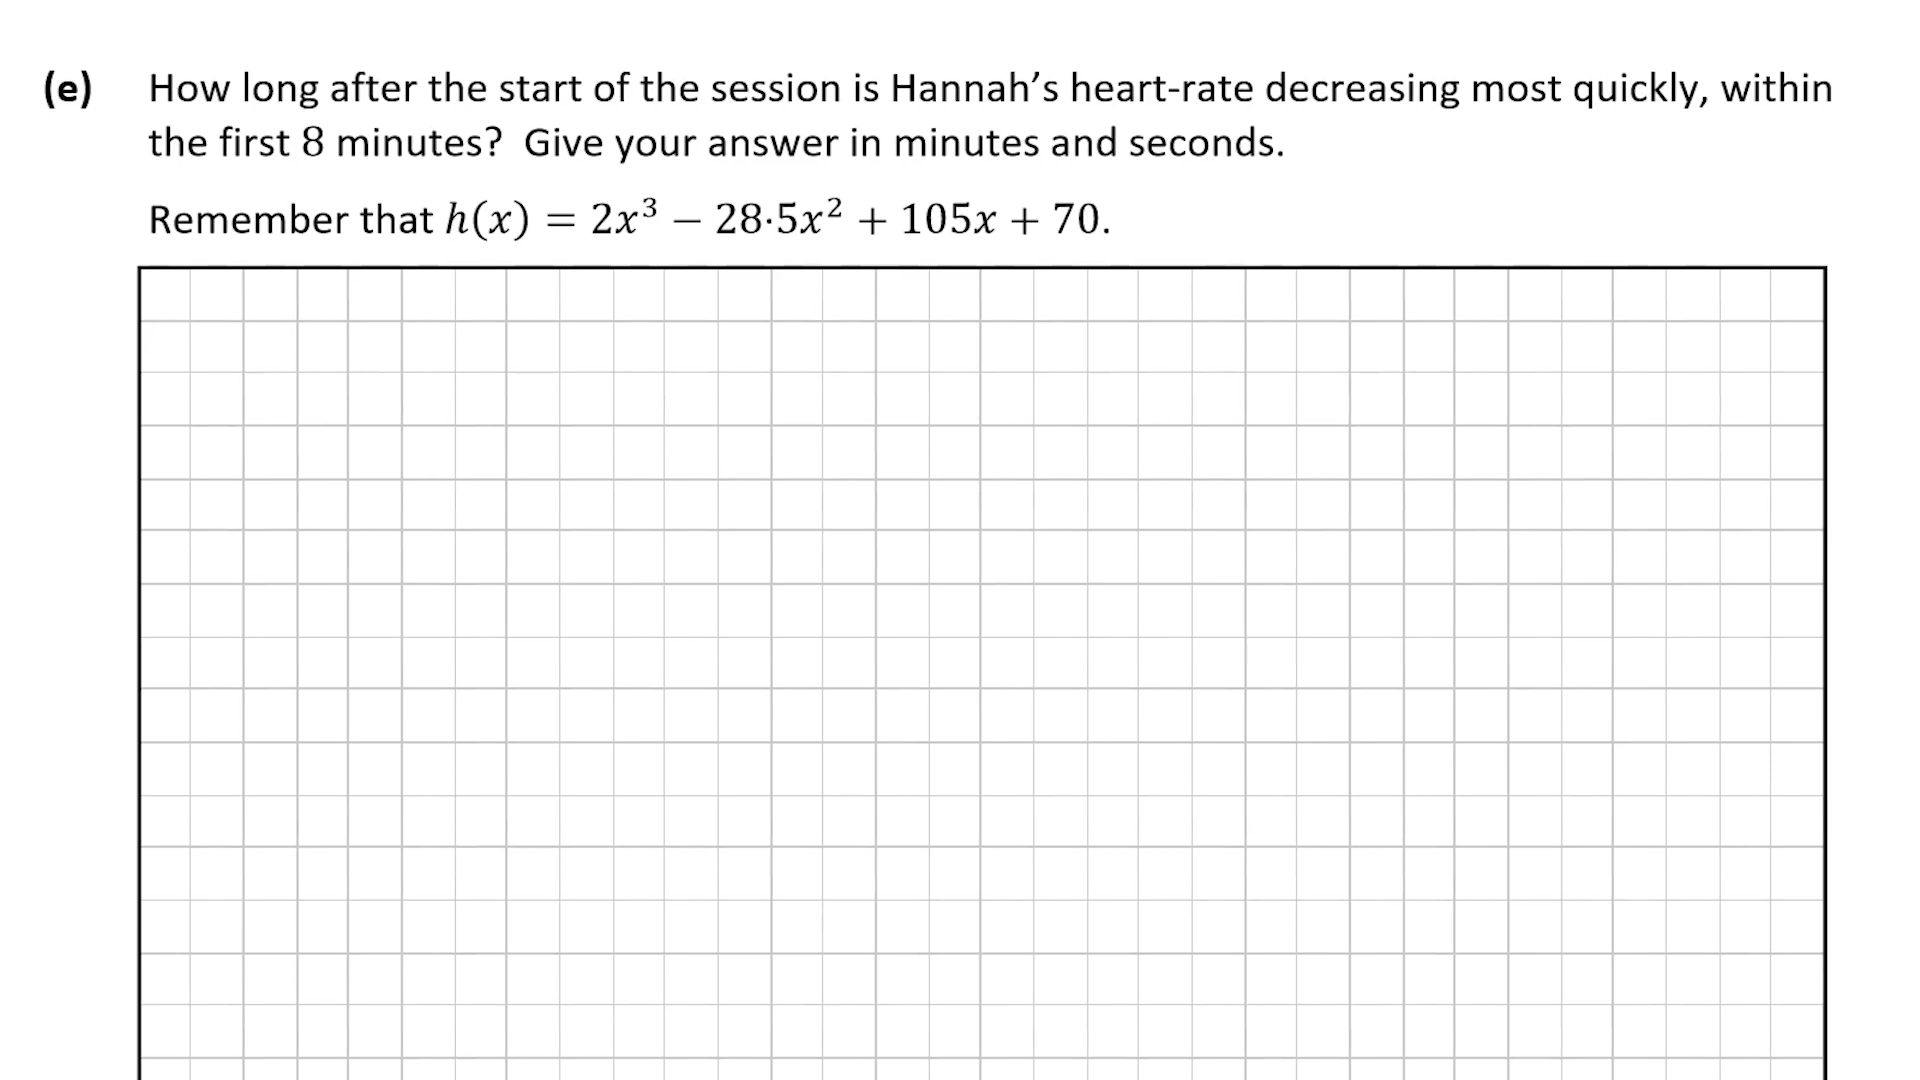 (e) How long after the start of the session is Hannah’s heart-rate decreasing most quickly, within
the first 8 minutes? Give your answer in minutes and seconds.
Remember that h(x) = 2x³ − 28·5x² + 105x + 70.